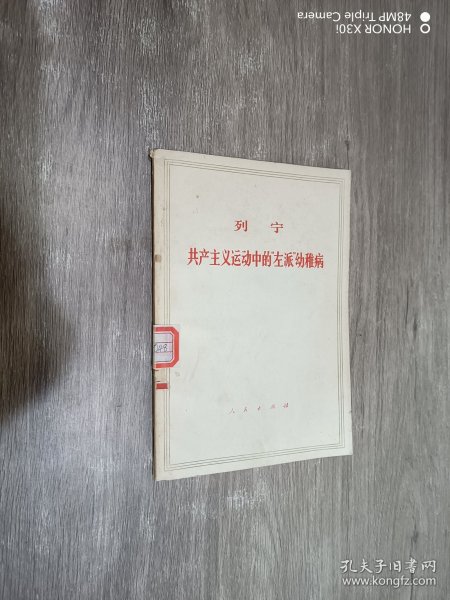 HONOR X30i
48MP Triple Camera
列 宁
共产主义运动中的“左派”幼稚病
人民出版社
孔夫子旧书网
www.kongfz.com